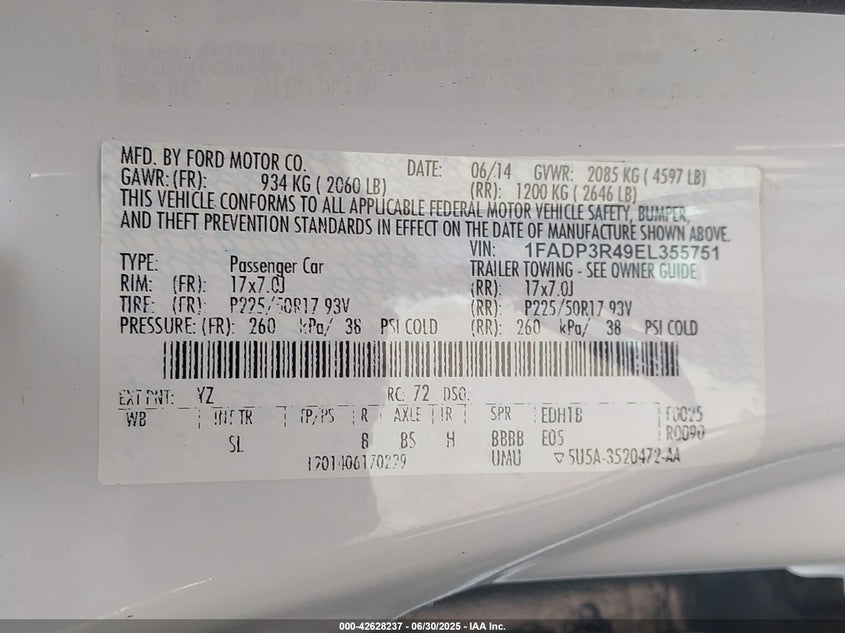 MFD. BY FORD MOTOR CO. DATE: 06/14 GVWR: 2085 KG ( 4597 LB)
GAWR: (FR): 934 KG ( 2060 LB) (RR): 1200 KG ( 2646 LB)
THIS VEHICLE CONFORMS TO ALL APPLICABLE FEDERAL MOTOR VEHICLE SAFETY, BUMPER,
AND THEFT PREVENTION STANDARDS IN EFFECT ON THE DATE OF MANUFACTURE SHOWN ABOVE.
VIN: 1FADP3R49EL355751
TYPE: Passenger Car TRAILER TOWING - SEE OWNER GUIDE
RIM: (FR): 17x7.0J (RR): 17x7.0J
TIRE: (FR): P225/50R17 93V (RR): P225/50R17 93V
PRESSURE: (FR): 260 kPa/ 38 PSI COLD (RR): 260 kPa/ 38 PSI COLD
EXT PNT: YZ RC: 72 DSO:
WB INT TR TP/PS R AXLE TR SPR EDH1B F0025
SL 8 BS H BBBB E05 R0090
UMU ▽5U5A-3520472-AA
000-42628237 - 06/30/2025 - IAA Inc.